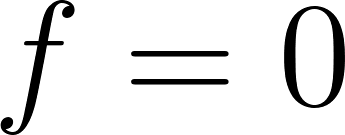 f = 0